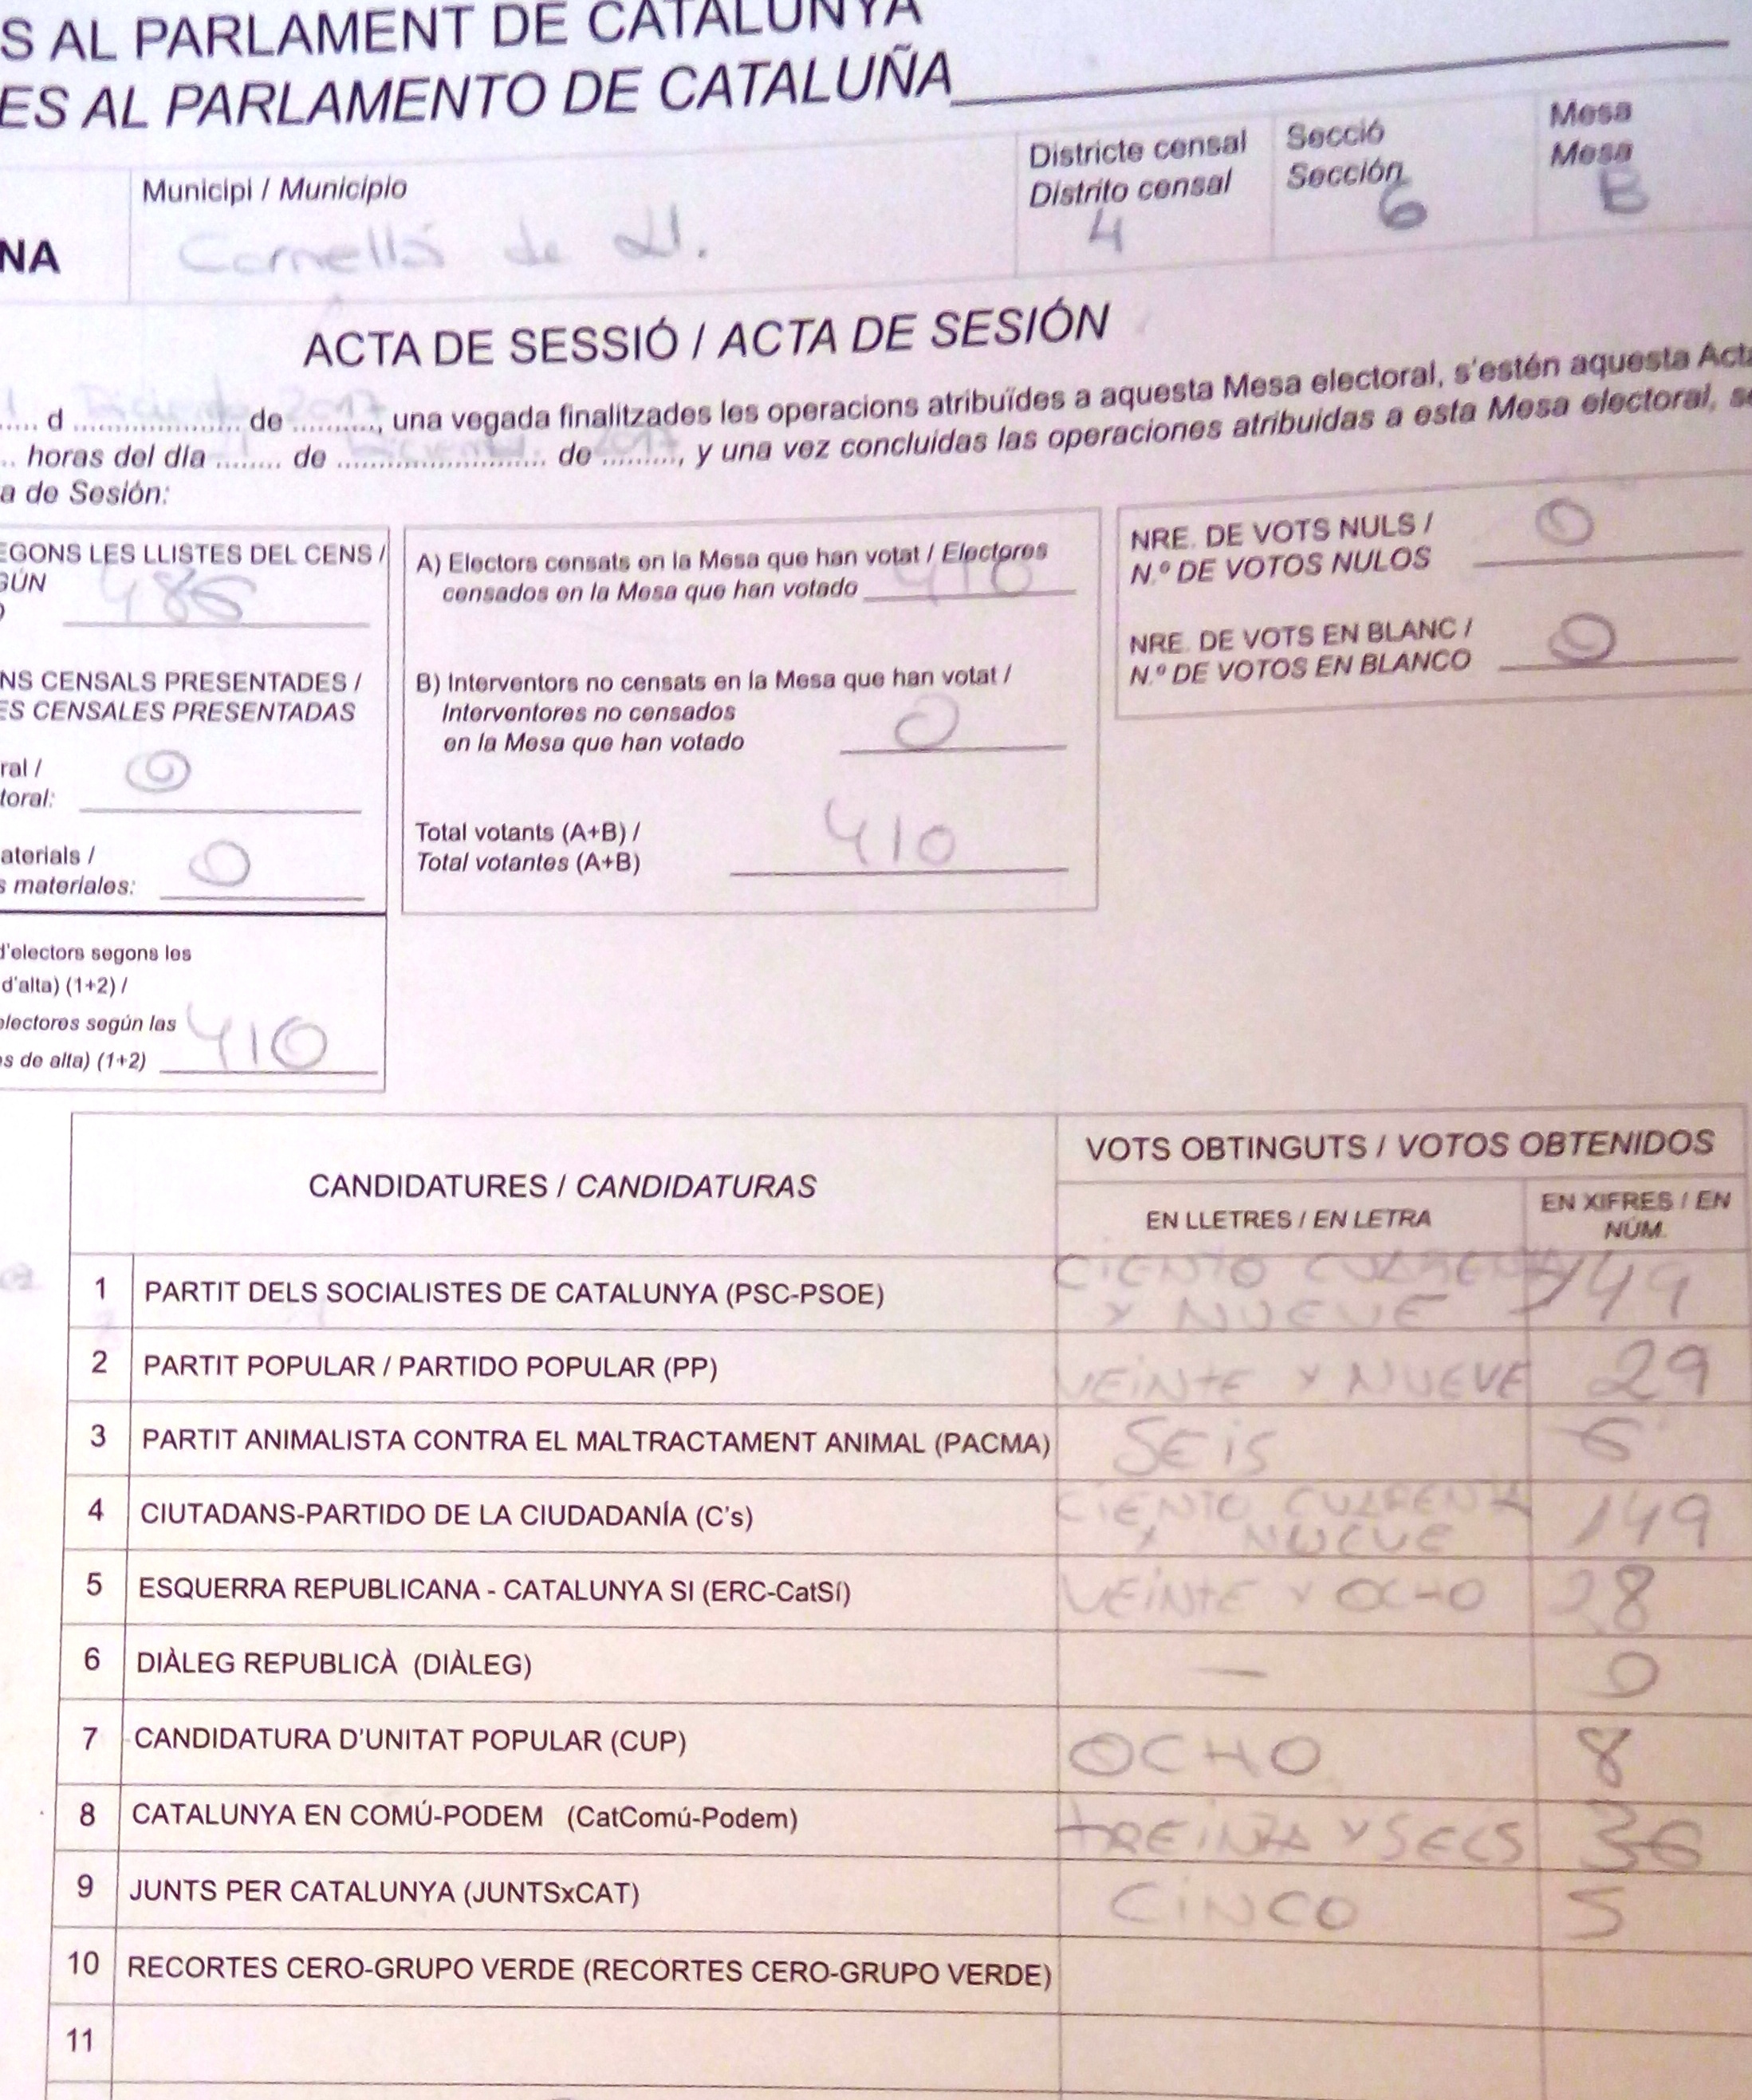 S AL PARLAMENT DE CATALUNYA
ES AL PARLAMENTO DE CATALUÑA
Municipi / Municipio
Districte censal
Distrito censal
4
Secció
Sección
6
Mesa
Mesa
B
NA
Cornellà de Ll.
ACTA DE SESSIÓ / ACTA DE SESIÓN
d Diciembre de 2017, una vegada finalitzades les operacions atribuïdes a aquesta Mesa electoral, s'estén aquesta Acta
horas del día ........ de ........ de 2017, y una vez concluidas las operaciones atribuidas a esta Mesa electoral, se
a de Sesión:
EGONS LES LLISTES DEL CENS /
GÚN
486
NS CENSALS PRESENTADES /
ES CENSALES PRESENTADAS
ral /
toral: 0
aterials /
s materiales: 0
d'electors segons les
d'alta) (1+2) /
electores según las
s de alta) (1+2) 410
A) Electors censats en la Mesa que han votat / Electores
censados en la Mesa que han votado 410
B) Interventors no censats en la Mesa que han votat /
Interventores no censados
en la Mesa que han votado 0
Total votants (A+B) /
Total votantes (A+B) 410
NRE. DE VOTS NULS /
N.º DE VOTOS NULOS 0
NRE. DE VOTS EN BLANC /
N.º DE VOTOS EN BLANCO 0
CANDIDATURES / CANDIDATURAS
VOTS OBTINGUTS / VOTOS OBTENIDOS
EN LLETRES / EN LETRA
EN XIFRES / EN
NÚM.
1 PARTIT DELS SOCIALISTES DE CATALUNYA (PSC-PSOE) CIENTO CUARENTA 149
Y NUEVE
2 PARTIT POPULAR / PARTIDO POPULAR (PP) VEINTE Y NUEVE 29
3 PARTIT ANIMALISTA CONTRA EL MALTRACTAMENT ANIMAL (PACMA) SEIS 6
4 CIUTADANS-PARTIDO DE LA CIUDADANÍA (C's) CIENTO CUARENTA 149
Y NUEVE
5 ESQUERRA REPUBLICANA - CATALUNYA SI (ERC-CatSí) VEINTE Y OCHO 28
6 DIÀLEG REPUBLICÀ (DIÀLEG) — 0
7 CANDIDATURA D'UNITAT POPULAR (CUP) OCHO 8
8 CATALUNYA EN COMÚ-PODEM (CatComú-Podem) TREINTA Y SEIS 36
9 JUNTS PER CATALUNYA (JUNTSxCAT) CINCO 5
10 RECORTES CERO-GRUPO VERDE (RECORTES CERO-GRUPO VERDE)
11